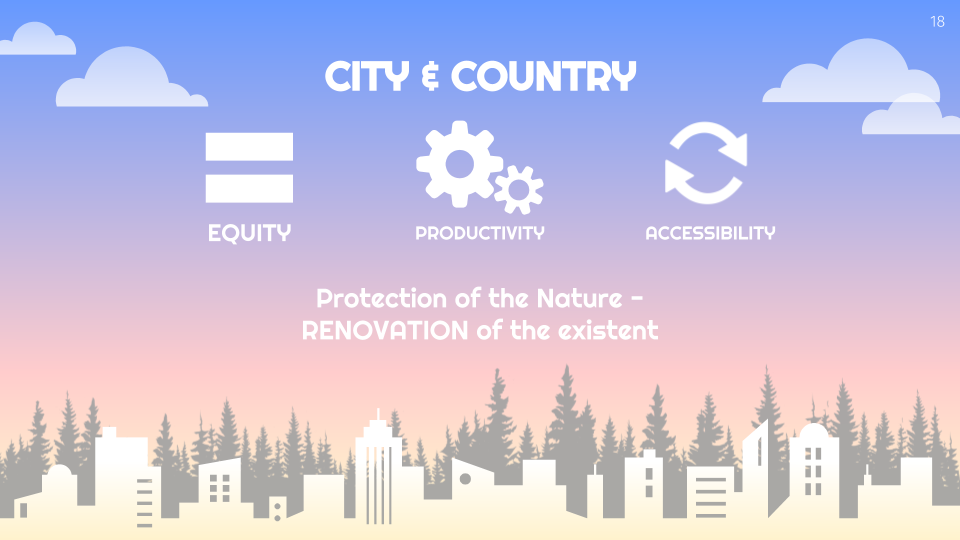 18
CITY & COUNTRY
EQUITY
PRODUCTIVITY
ACCESSIBILITY
Protection of the Nature -
RENOVATION of the existent